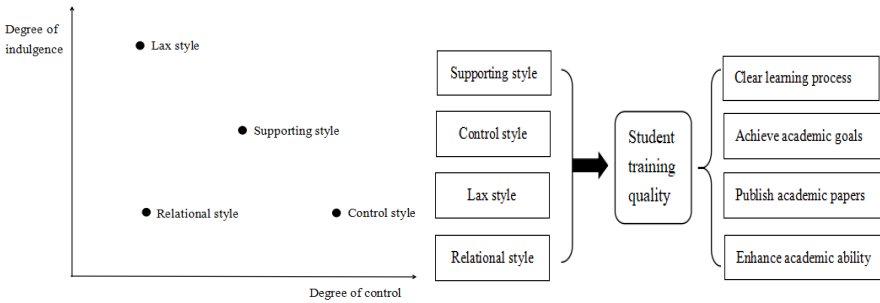 Degree of
indulgence
Lax style
Supporting style
Relational style
Control style
Degree of control
Supporting style
Control style
Lax style
Relational style
Student
training
quality
Clear learning process
Achieve academic goals
Publish academic papers
Enhance academic ability